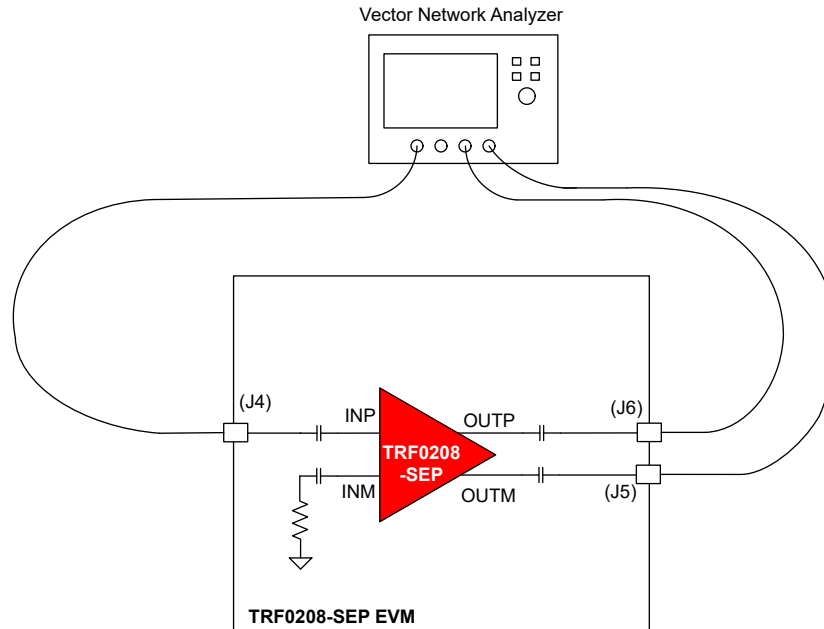 Vector Network Analyzer
(J4)
INP
OUTP
(J6)
TRF0208
-SEP
INM
OUTM
(J5)
TRF0208-SEP EVM